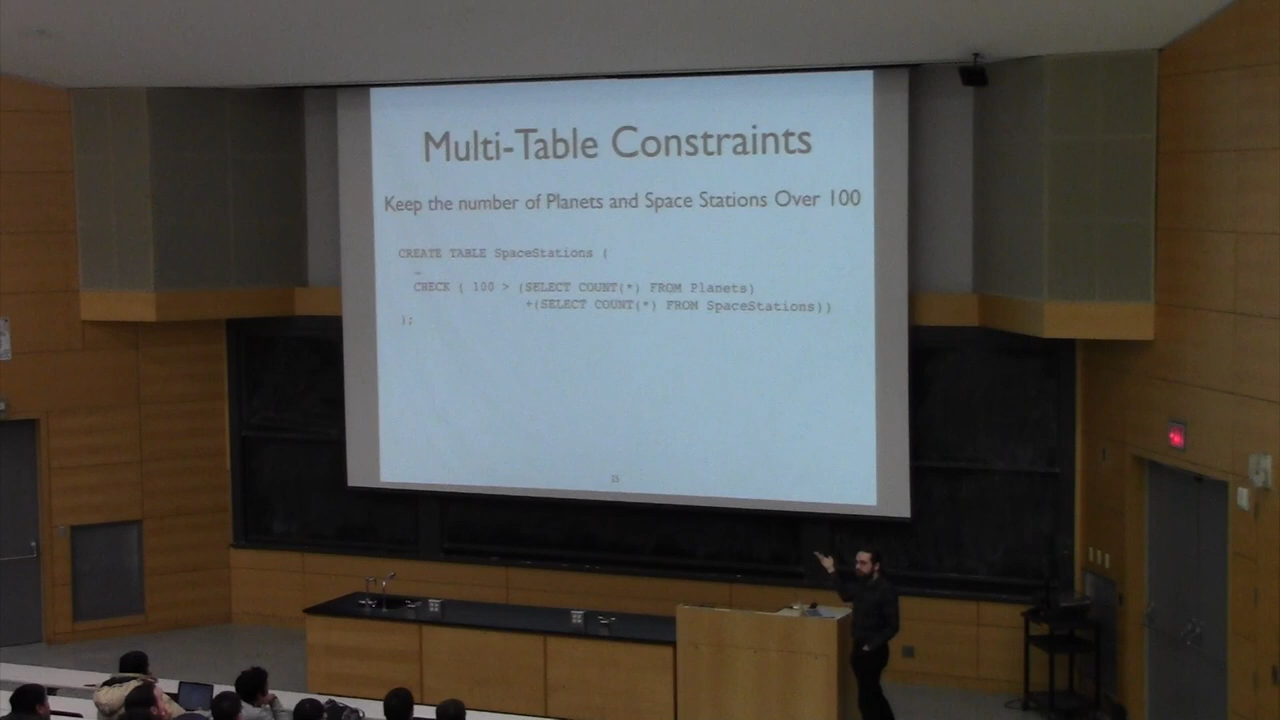 Multi-Table Constraints
Keep the number of Planets and Space Stations Over 100
CREATE TABLE SpaceStations (
…
CHECK ( 100 > (SELECT COUNT(*) FROM Planets)
+(SELECT COUNT(*) FROM SpaceStations))
);